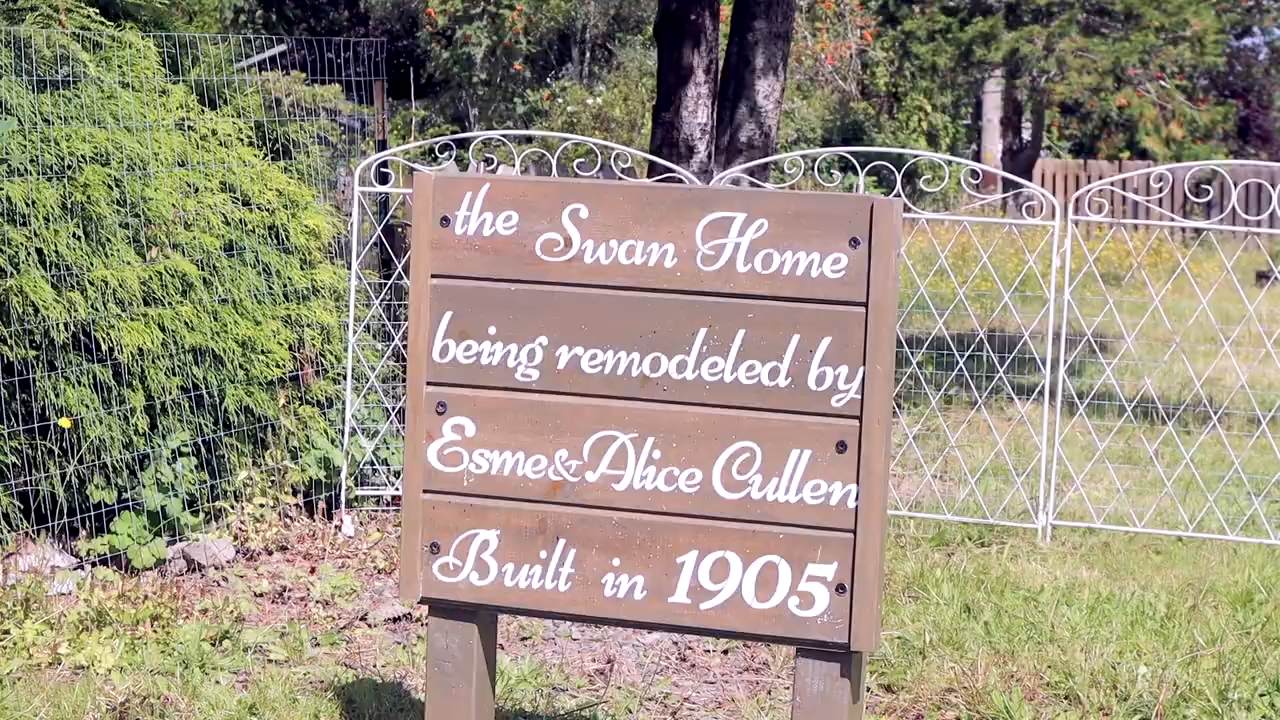 the Swan Home
being remodeled by
Esme & Alice Cullen
Built in 1905